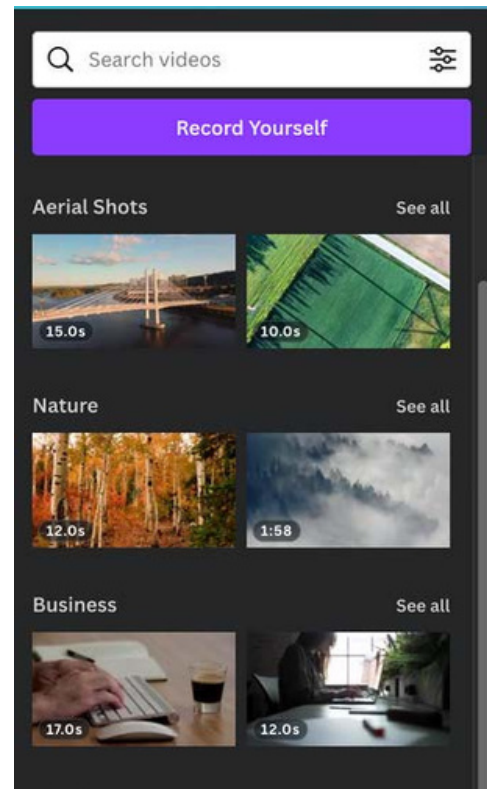 Search videos
Record Yourself
Aerial Shots See all
15.0s 10.0s
Nature See all
12.0s 1:58
Business See all
17.0s 12.0s